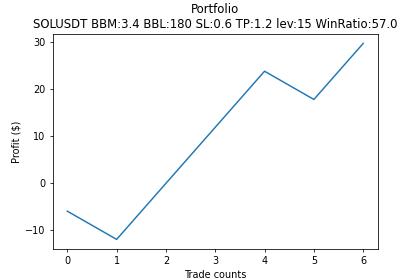 Portfolio
SOLUSDT BBM:3.4 BBL:180 SL:0.6 TP:1.2 lev:15 WinRatio:57.0
30
20
10
0
−10
Profit ($)
0 1 2 3 4 5 6
Trade counts